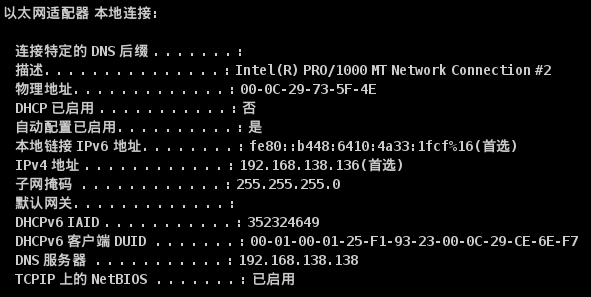 以太网适配器 本地连接:
连接特定的 DNS 后缀 . . . . . . . :
描述. . . . . . . . . . . . . . . : Intel(R) PRO/1000 MT Network Connection #2
物理地址. . . . . . . . . . . . . : 00-0C-29-73-5F-4E
DHCP 已启用 . . . . . . . . . . . : 否
自动配置已启用. . . . . . . . . . : 是
本地链接 IPv6 地址. . . . . . . . : fe80::b448:6410:4a33:1fcf%16(首选)
IPv4 地址 . . . . . . . . . . . . : 192.168.138.136(首选)
子网掩码 . . . . . . . . . . . . : 255.255.255.0
默认网关. . . . . . . . . . . . . :
DHCPv6 IAID . . . . . . . . . . . : 352324649
DHCPv6 客户端 DUID . . . . . . . : 00-01-00-01-25-F1-93-23-00-0C-29-CE-6E-F7
DNS 服务器 . . . . . . . . . . . : 192.168.138.138
TCPIP 上的 NetBIOS . . . . . . . : 已启用